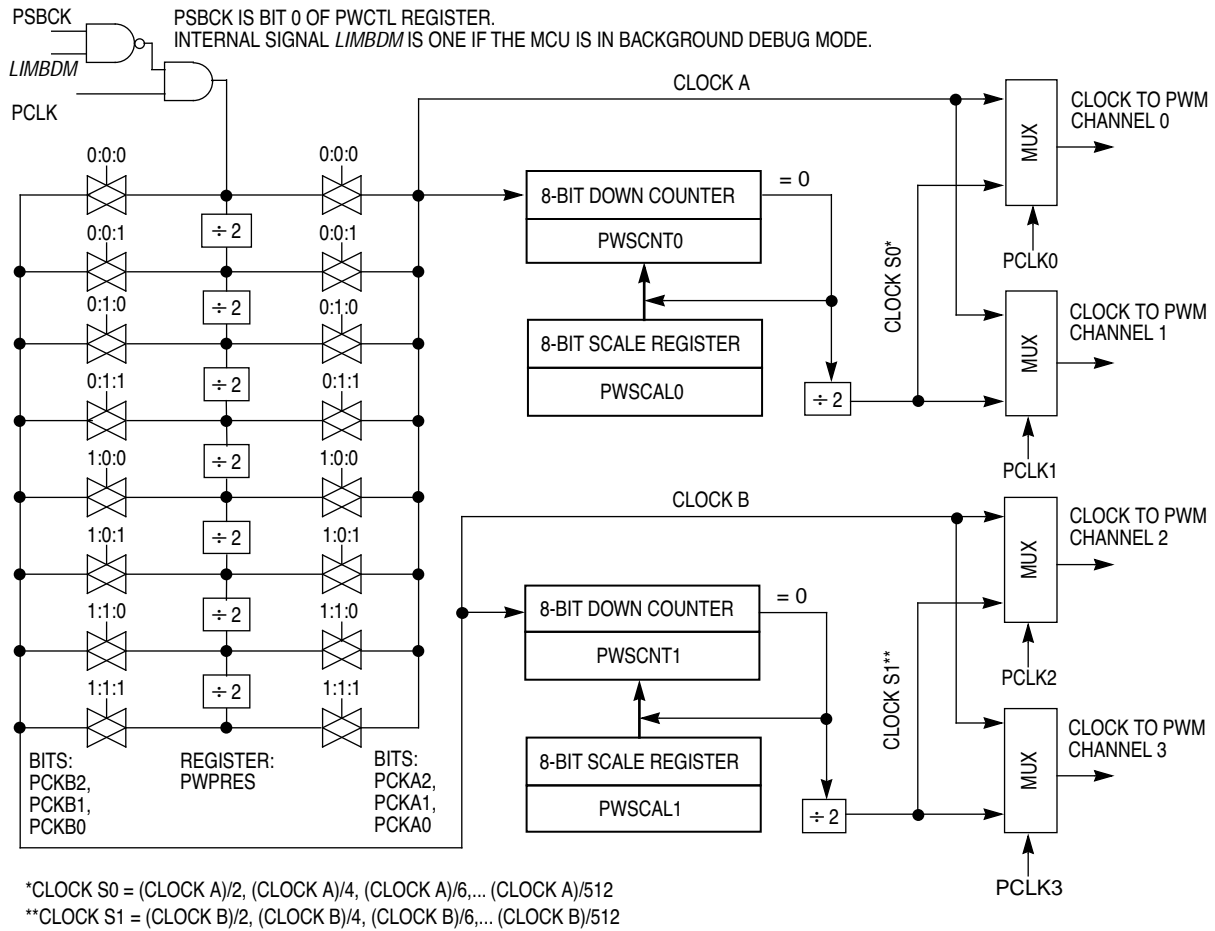 PSBCK
PSBCK IS BIT 0 OF PWCTL REGISTER.
INTERNAL SIGNAL LIMBDM IS ONE IF THE MCU IS IN BACKGROUND DEBUG MODE.
LIMBDM
PCLK
0:0:0
0:0:0
÷ 2
0:0:1
0:0:1
÷ 2
0:1:0
0:1:0
÷ 2
0:1:1
0:1:1
÷ 2
1:0:0
1:0:0
÷ 2
1:0:1
1:0:1
÷ 2
1:1:0
1:1:0
÷ 2
1:1:1
1:1:1
BITS:
PCKB2,
PCKB1,
PCKB0
REGISTER:
PWPRES
BITS:
PCKA2,
PCKA1,
PCKA0
CLOCK A
8-BIT DOWN COUNTER
= 0
PWSCNT0
8-BIT SCALE REGISTER
PWSCAL0
÷ 2
CLOCK S0*
MUX
CLOCK TO PWM
CHANNEL 0
PCLK0
MUX
CLOCK TO PWM
CHANNEL 1
PCLK1
CLOCK B
8-BIT DOWN COUNTER
= 0
PWSCNT1
8-BIT SCALE REGISTER
PWSCAL1
÷ 2
CLOCK S1**
MUX
CLOCK TO PWM
CHANNEL 2
PCLK2
MUX
CLOCK TO PWM
CHANNEL 3
PCLK3
*CLOCK S0 = (CLOCK A)/2, (CLOCK A)/4, (CLOCK A)/6,... (CLOCK A)/512
**CLOCK S1 = (CLOCK B)/2, (CLOCK B)/4, (CLOCK B)/6,... (CLOCK B)/512